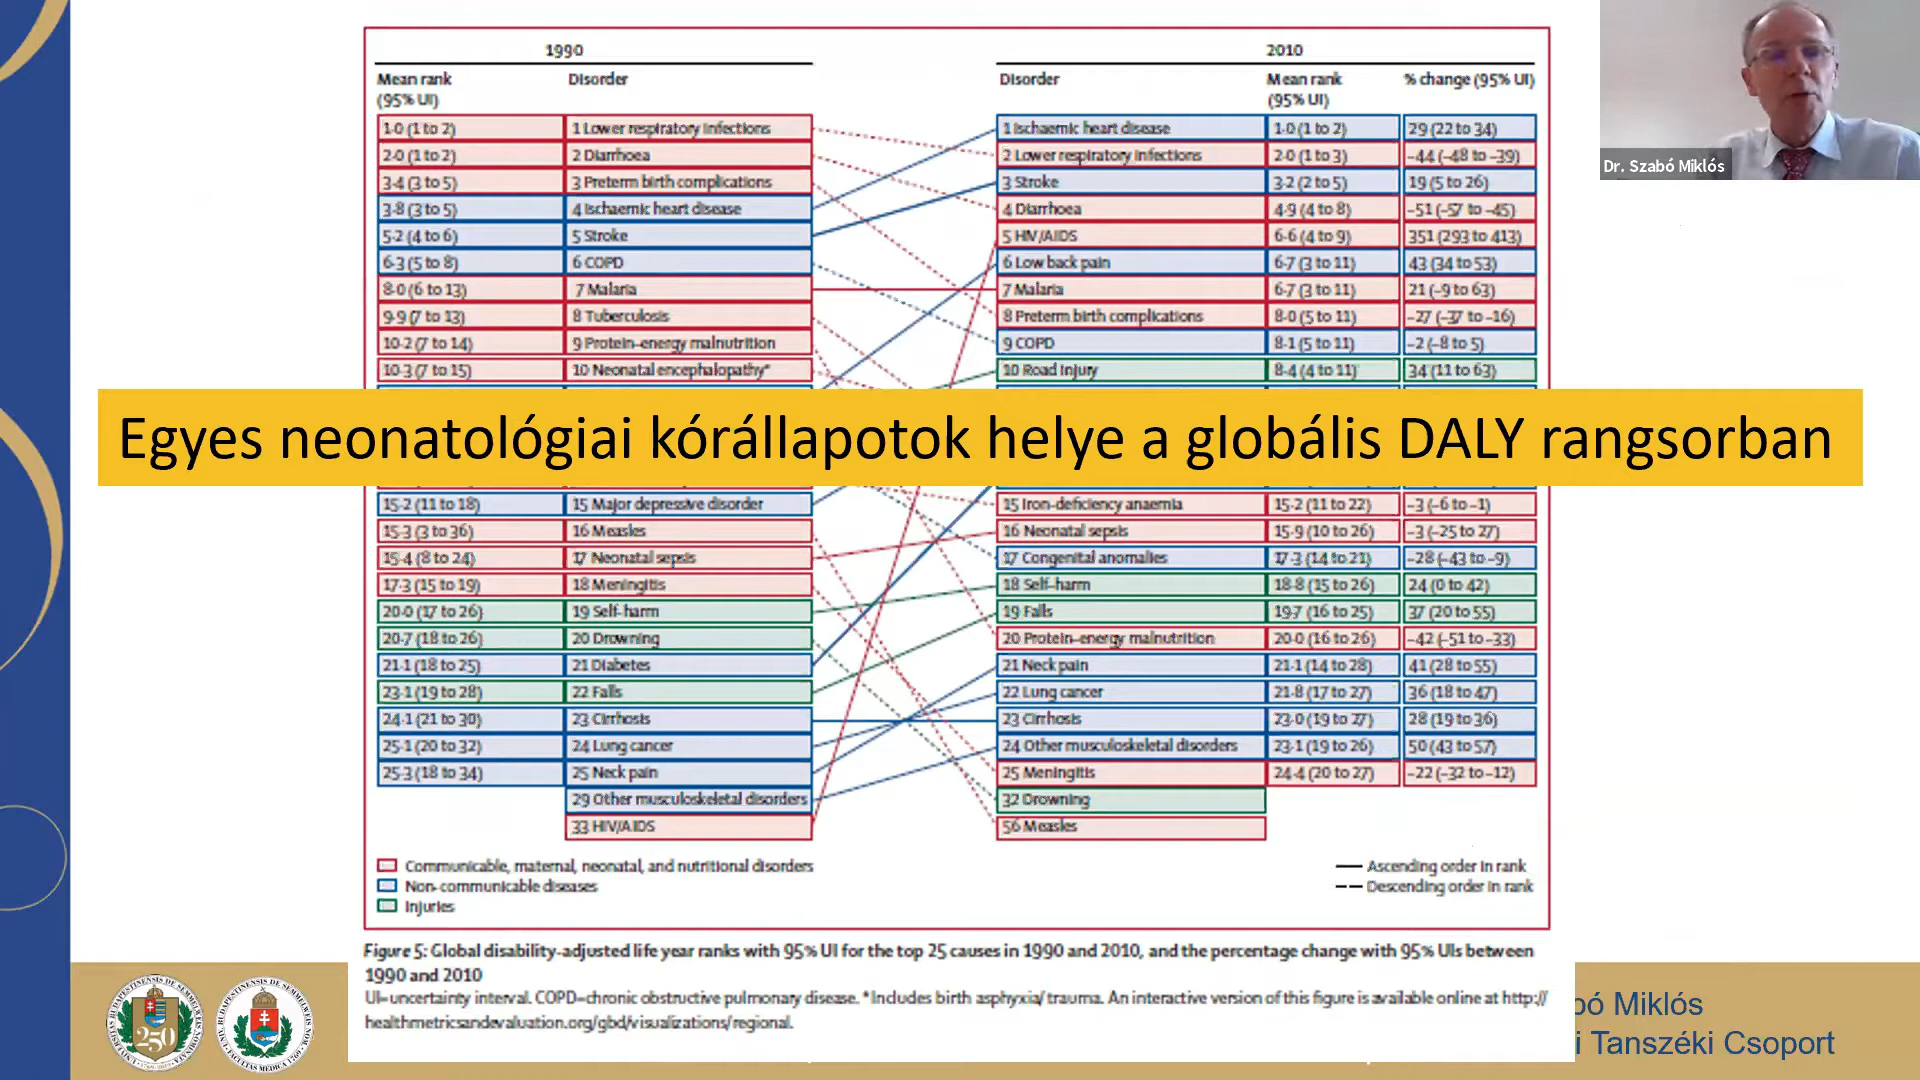 1990
2010
Mean rank
(95% UI)
Disorder
Disorder
Mean rank
(95% UI)
% change (95% UI)
1·0 (1 to 2) 1 Lower respiratory infections 1 Ischaemic heart disease 1·0 (1 to 2) 29 (22 to 34)
2·0 (1 to 2) 2 Diarrhoea 2 Lower respiratory infections 2·0 (1 to 3) –44 (–48 to –39)
3·4 (3 to 5) 3 Preterm birth complications 3 Stroke 3·2 (2 to 5) 19 (5 to 26)
3·8 (3 to 5) 4 Ischaemic heart disease 4 Diarrhoea 4·9 (4 to 8) –51 (–57 to –45)
5·2 (4 to 6) 5 Stroke 5 HIV/AIDS 6·6 (4 to 9) 351 (293 to 413)
6·3 (5 to 8) 6 COPD 6 Low back pain 6·7 (3 to 11) 43 (34 to 53)
8·0 (6 to 13) 7 Malaria 7 Malaria 6·7 (3 to 11) 21 (–9 to 63)
9·9 (7 to 13) 8 Tuberculosis 8 Preterm birth complications 8·0 (5 to 11) –27 (–37 to –16)
10·2 (7 to 14) 9 Protein–energy malnutrition 9 COPD 8·1 (5 to 11) –2 (–8 to 5)
10·3 (7 to 15) 10 Neonatal encephalopathy* 10 Road injury 8·4 (4 to 11) 34 (11 to 63)
Egyes neonatológiai kórállapotok helye a globális DALY rangsorban
15·2 (11 to 18) 15 Major depressive disorder 15 Iron-deficiency anaemia 15·2 (11 to 22) –3 (–6 to –1)
15·3 (3 to 36) 16 Measles 16 Neonatal sepsis 15·9 (10 to 26) –3 (–25 to 27)
15·4 (8 to 24) 17 Neonatal sepsis 17 Congenital anomalies 17·3 (14 to 21) –28 (–43 to –9)
17·3 (15 to 19) 18 Meningitis 18 Self-harm 18·8 (15 to 26) 24 (0 to 42)
20·0 (17 to 26) 19 Self-harm 19 Falls 19·7 (16 to 25) 37 (20 to 55)
20·7 (18 to 26) 20 Drowning 20 Protein–energy malnutrition 20·0 (16 to 26) –42 (–51 to –33)
21·1 (18 to 25) 21 Diabetes 21 Neck pain 21·1 (14 to 28) 41 (28 to 55)
23·1 (19 to 28) 22 Falls 22 Lung cancer 21·8 (17 to 27) 36 (18 to 47)
24·1 (21 to 30) 23 Cirrhosis 23 Cirrhosis 23·0 (19 to 27) 28 (19 to 36)
25·1 (20 to 32) 24 Lung cancer 24 Other musculoskeletal disorders 23·1 (19 to 26) 50 (43 to 57)
25·3 (18 to 34) 25 Neck pain 25 Meningitis 24·4 (20 to 27) –22 (–32 to –12)
29 Other musculoskeletal disorders 32 Drowning
33 HIV/AIDS 56 Measles
Communicable, maternal, neonatal, and nutritional disorders
Non-communicable diseases
Injuries
Ascending order in rank
Descending order in rank
Figure 5: Global disability-adjusted life year ranks with 95% UI for the top 25 causes in 1990 and 2010, and the percentage change with 95% UIs between
1990 and 2010
UI=uncertainty interval. COPD=chronic obstructive pulmonary disease. *Includes birth asphyxia/trauma. An interactive version of this figure is available online at http://
healthmetricsandevaluation.org/gbd/visualizations/regional.
Dr. Szabó Miklós
250
bó Miklós
i Tanszéki Csoport